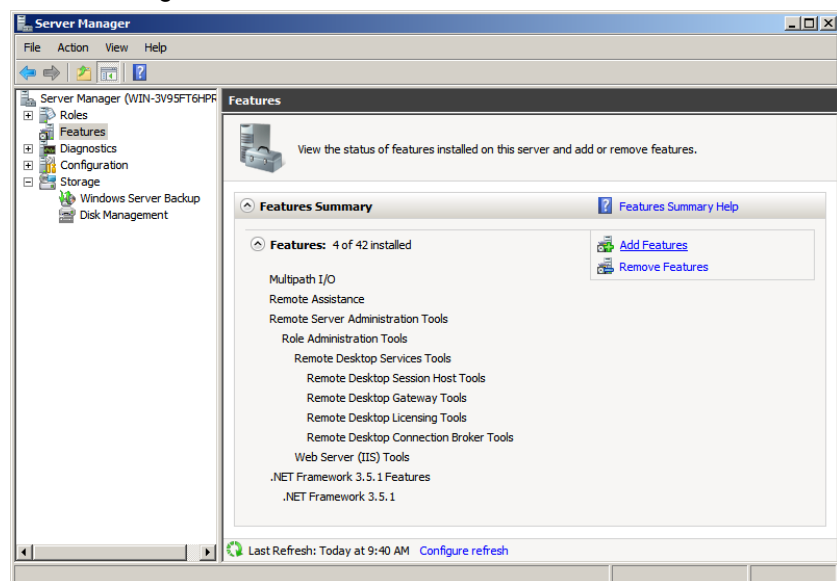 Server Manager
File Action View Help
Server Manager (WIN-3V95FT6HPR
Roles
Features
Diagnostics
Configuration
Storage
Windows Server Backup
Disk Management
Features
View the status of features installed on this server and add or remove features.
Features Summary
Features Summary Help
Features: 4 of 42 installed
Add Features
Remove Features
Multipath I/O
Remote Assistance
Remote Server Administration Tools
Role Administration Tools
Remote Desktop Services Tools
Remote Desktop Session Host Tools
Remote Desktop Gateway Tools
Remote Desktop Licensing Tools
Remote Desktop Connection Broker Tools
Web Server (IIS) Tools
.NET Framework 3.5.1 Features
.NET Framework 3.5.1
Last Refresh: Today at 9:40 AM Configure refresh